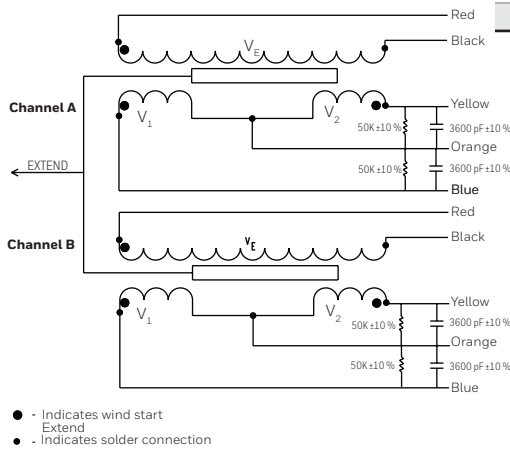 Red
V_E
Black
Channel A
Yellow
V₁
V₂
50K±10 %
3600 pF±10 %
Orange
EXTEND
50K±10 %
3600 pF±10 %
Blue
Red
Channel B
V_E
Black
Yellow
V₁
V₂
50K±10 %
3600 pF±10 %
Orange
50K±10 %
3600 pF±10 %
Blue
- Indicates wind start
Extend
- Indicates solder connection